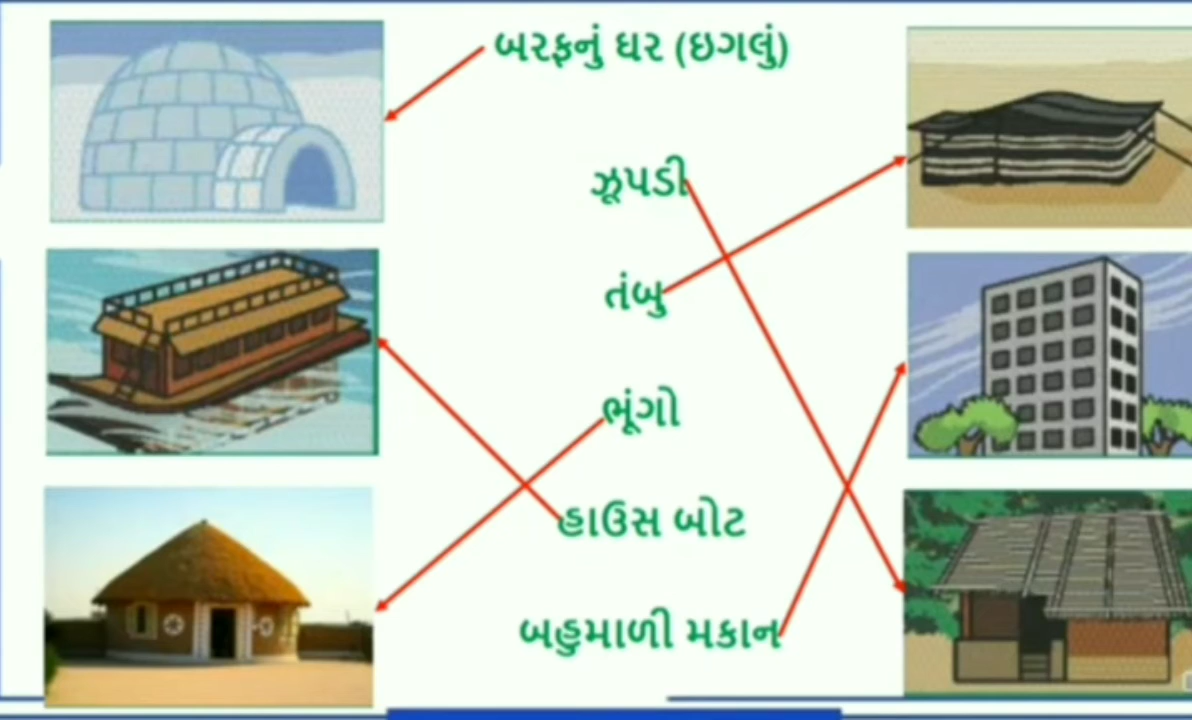 બરફનું ઘર (ઇગલું)
ઝૂપડી
તંબુ
ભૂંગો
હાઉસ બોટ
બહુમાળી મકાન